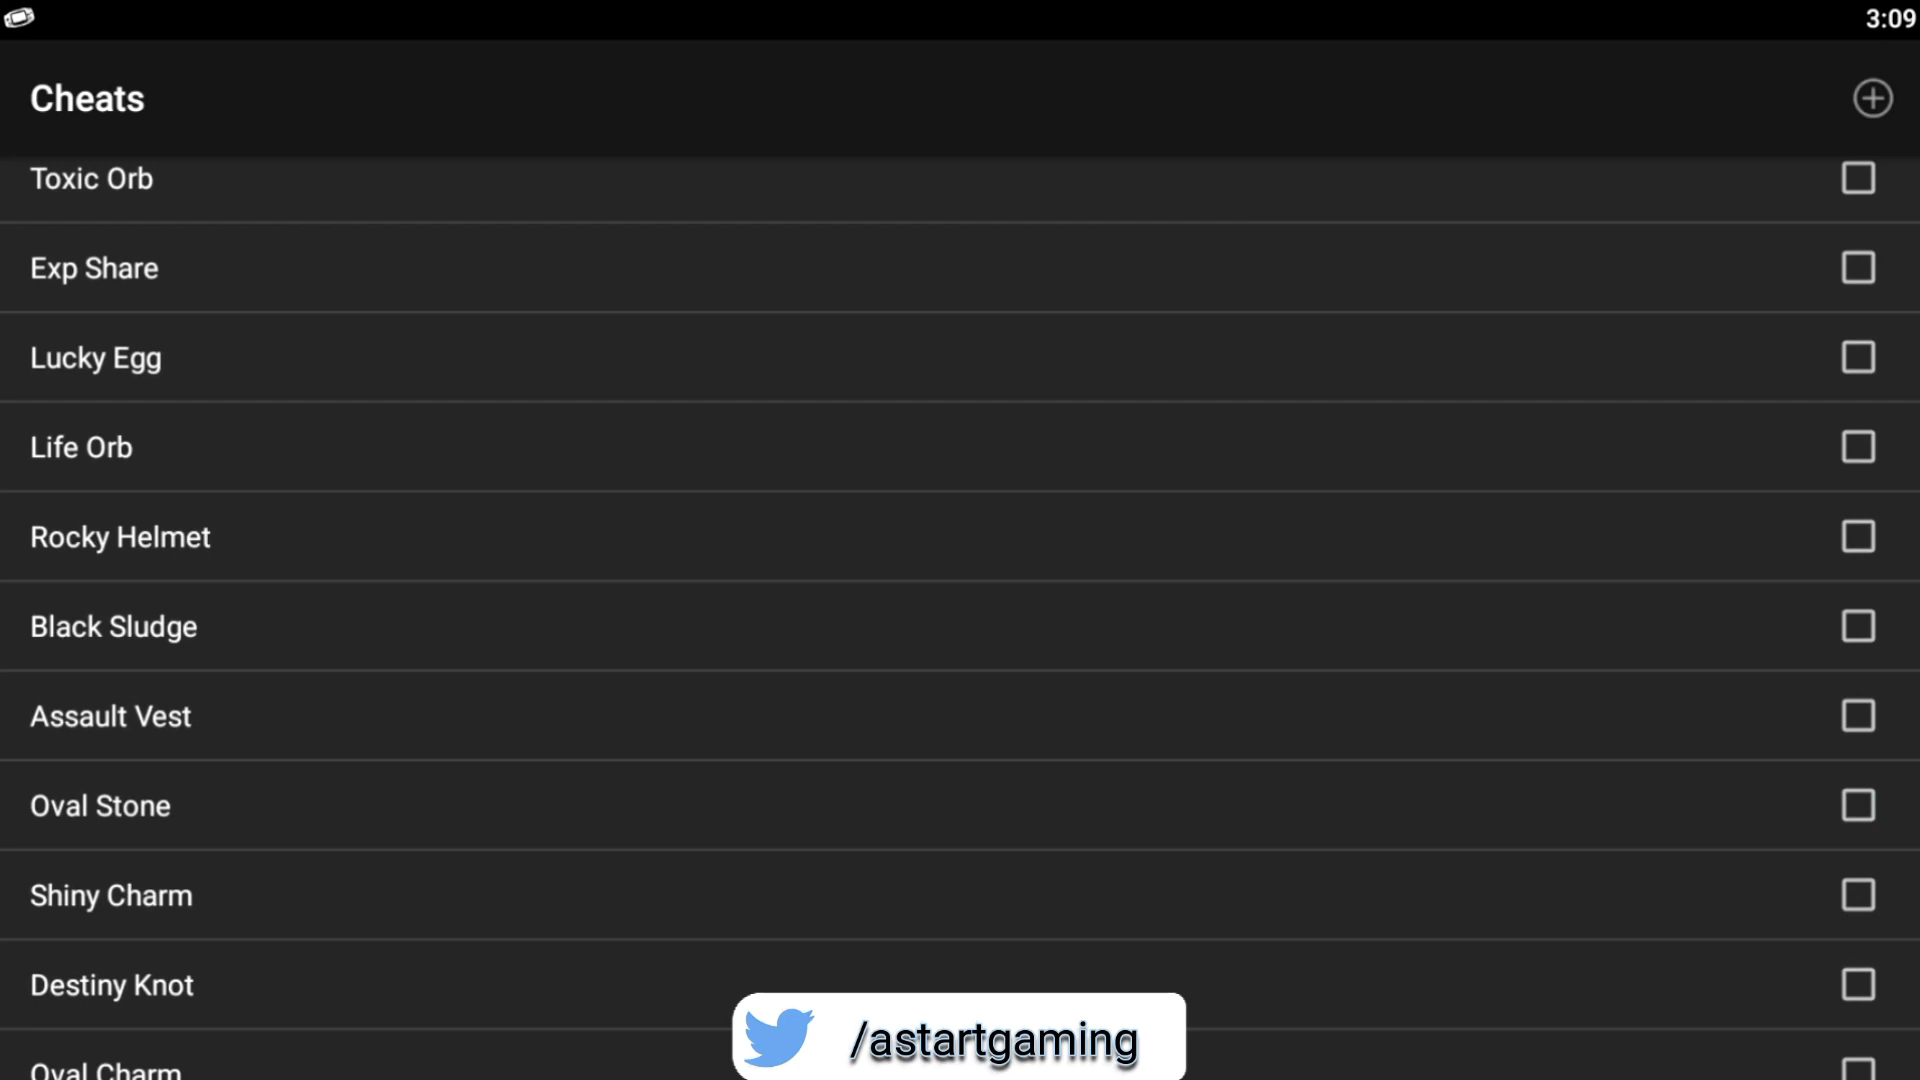 3:09
Cheats
Toxic Orb
Exp Share
Lucky Egg
Life Orb
Rocky Helmet
Black Sludge
Assault Vest
Oval Stone
Shiny Charm
Destiny Knot
Oval Charm
/astartgaming